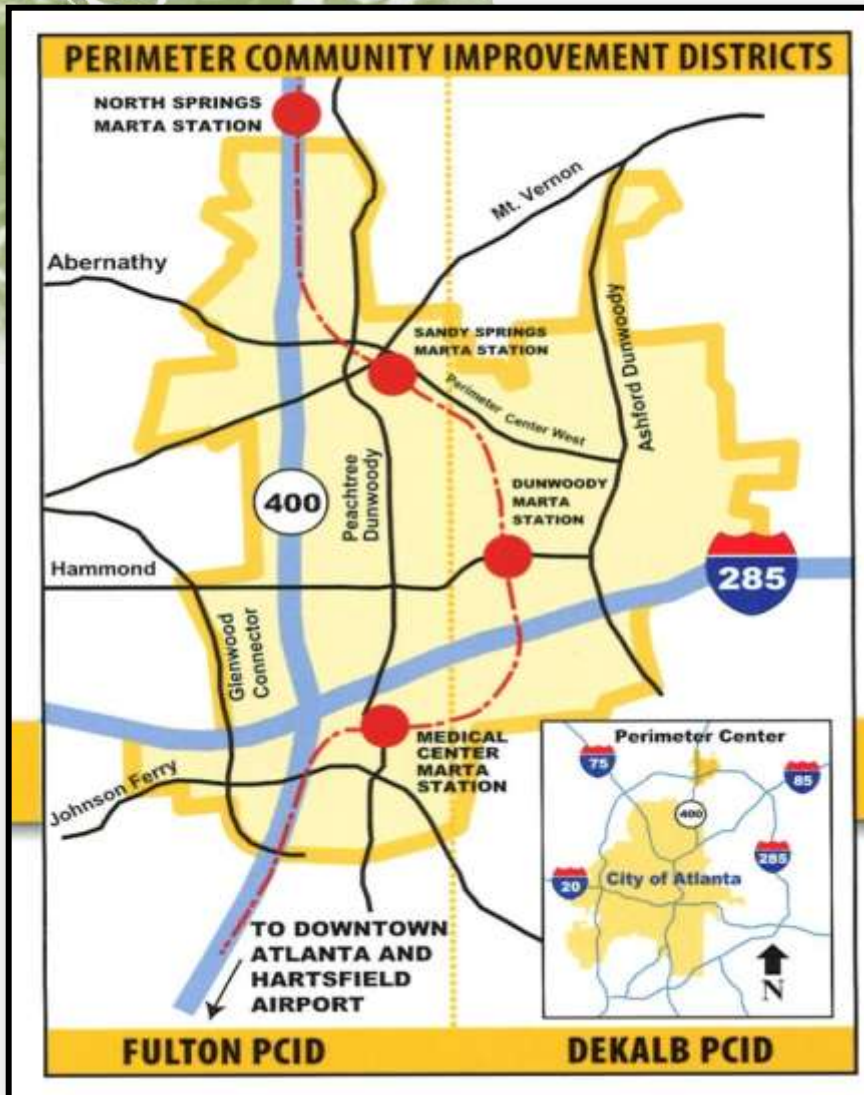 PERIMETER COMMUNITY IMPROVEMENT DISTRICTS
NORTH SPRINGS
MARTA STATION
Mt. Vernon
Abernathy
SANDY SPRINGS
MARTA STATION
Ashford Dunwoody
Perimeter Center West
400
Peachtree
Dunwoody
DUNWOODY
MARTA
STATION
Hammond
285
Glenwood
Connector
MEDICAL
CENTER
MARTA
STATION
Johnson Ferry
Perimeter Center
75
85
400
285
20
City of Atlanta
N
TO DOWNTOWN
ATLANTA AND
HARTSFIELD
AIRPORT
FULTON PCID
DEKALB PCID